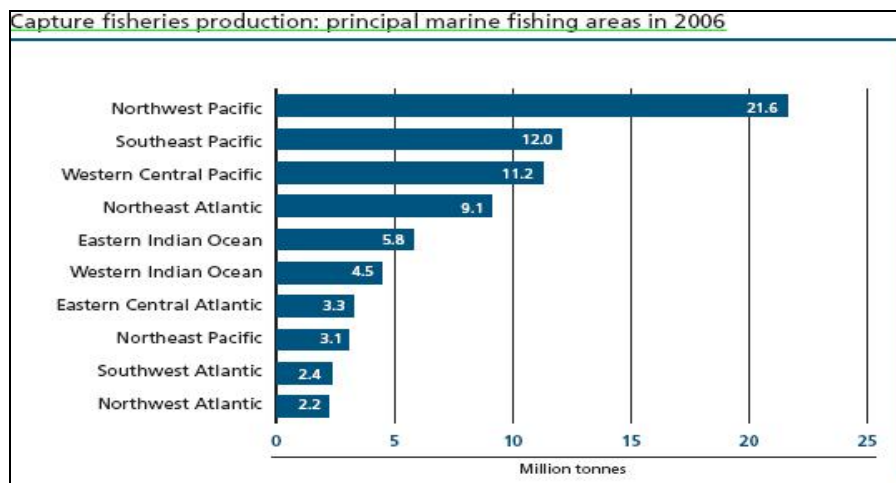 Capture fisheries production: principal marine fishing areas in 2006
Northwest Pacific 21.6
Southeast Pacific 12.0
Western Central Pacific 11.2
Northeast Atlantic 9.1
Eastern Indian Ocean 5.8
Western Indian Ocean 4.5
Eastern Central Atlantic 3.3
Northeast Pacific 3.1
Southwest Atlantic 2.4
Northwest Atlantic 2.2
0 5 10 15 20 25
Million tonnes